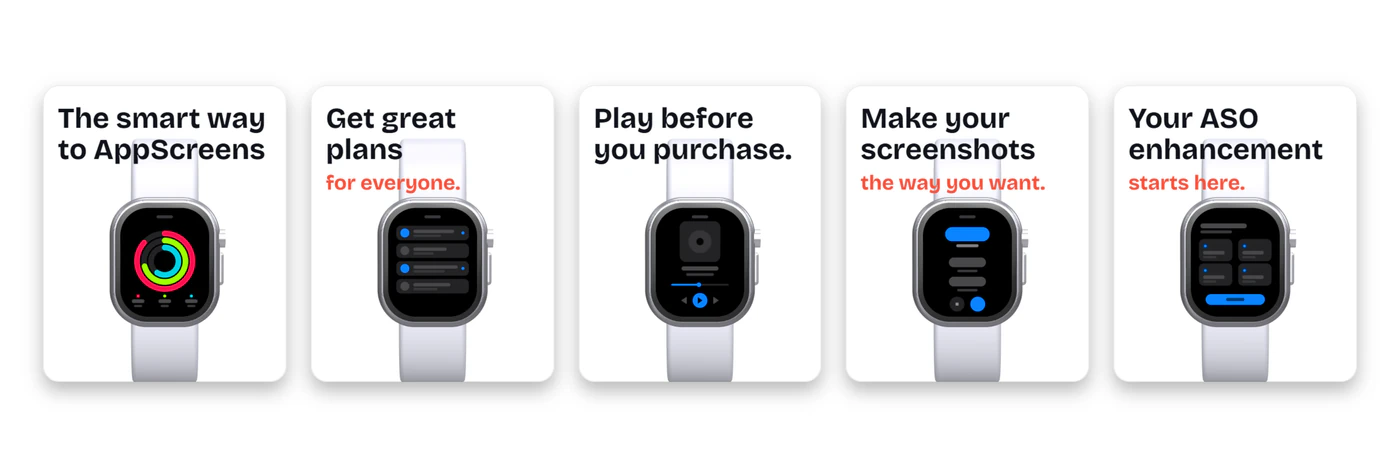 The smart way
to AppScreens
Get great
plans
for everyone.
Play before
you purchase.
Make your
screenshots
the way you want.
Your ASO
enhancement
starts here.